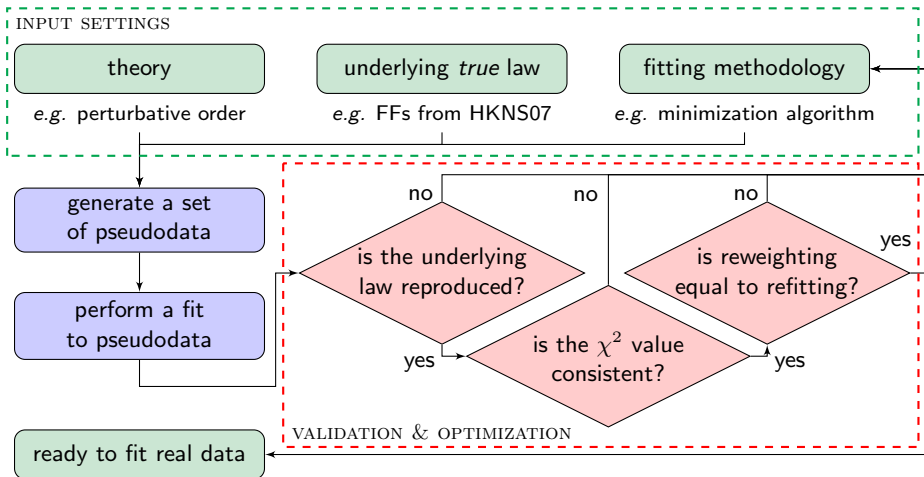 INPUT SETTINGS
theory
underlying true law
fitting methodology
e.g. perturbative order
e.g. FFs from HKNS07
e.g. minimization algorithm
generate a set
of pseudodata
perform a fit
to pseudodata
no
no
no
is the underlying
law reproduced?
yes
is the χ² value
consistent?
yes
is reweighting
equal to refitting?
yes
VALIDATION & OPTIMIZATION
ready to fit real data